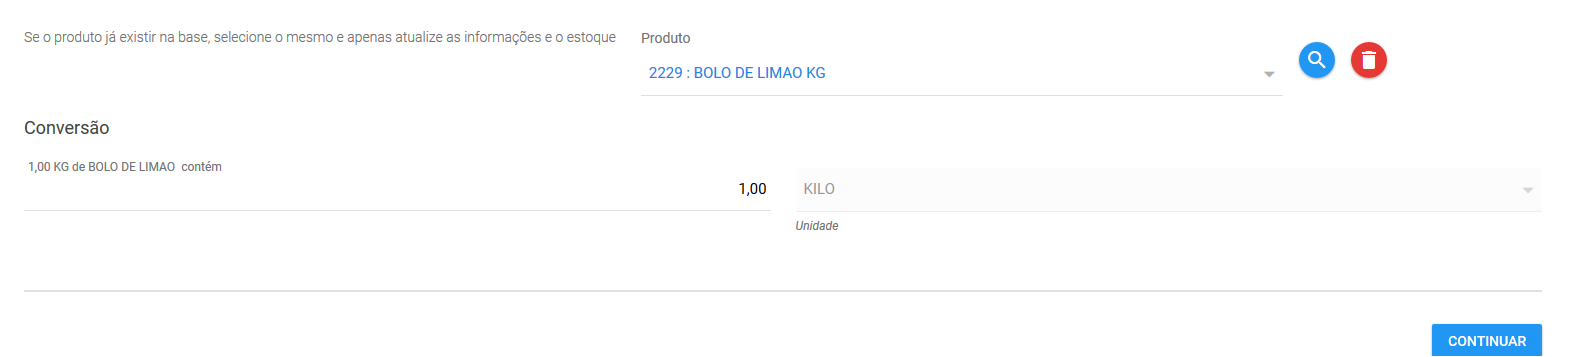 Se o produto já existir na base, selecione o mesmo e apenas atualize as informações e o estoque
Produto
2229 : BOLO DE LIMAO KG
Conversão
1,00 KG de BOLO DE LIMAO  contém
1,00
KILO
Unidade
CONTINUAR